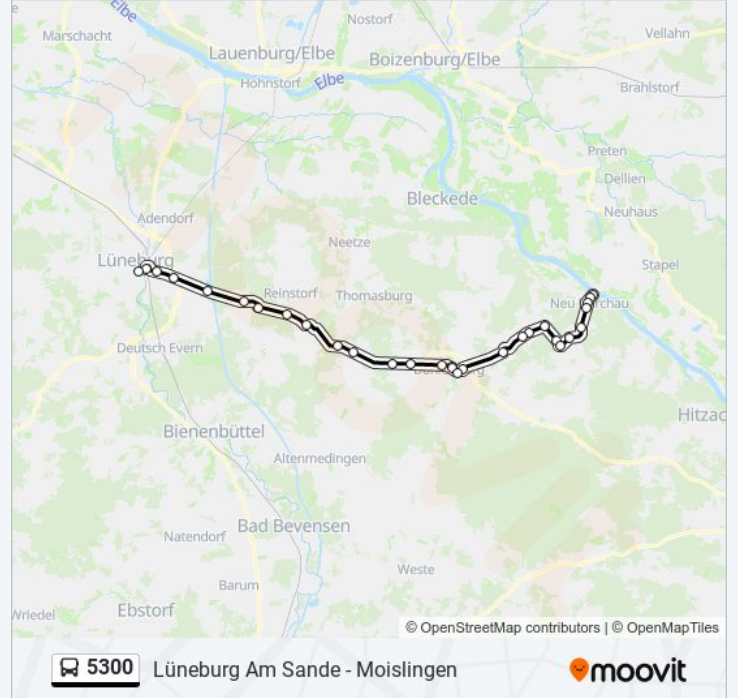 Elbe
Nostorf
Marschacht
Vellahn
Lauenburg/Elbe
Boizenburg/Elbe
Hohnstorf
Elbe
Brahlstorf
Preten
Dellien
Bleckede
Neuhaus
Adendorf
Neetze
Lüneburg
Stapel
Reinstorf
Thomasburg
Neu
Deutsch Evern
Hitzac
Bienenbüttel
Altenmedingen
Bad Bevensen
Natendorf
Weste
Barum
Wriedel
Ebstorf
© OpenStreetMap contributors | © OpenMapTiles
5300 Lüneburg Am Sande - Moislingen
moovit